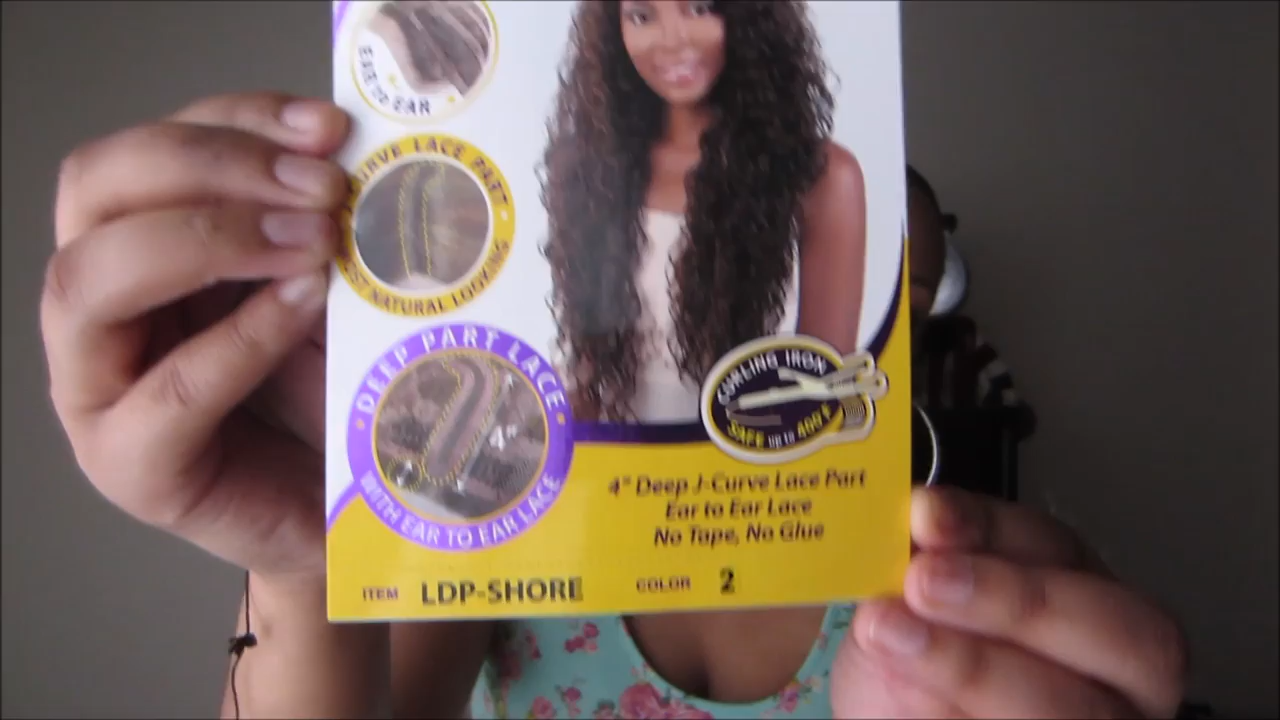 EAR TO EAR
CURVE LACE PART
MOST NATURAL LOOKING
DEEP PART LACE
4"
WITH EAR TO EAR LACE
CURLING IRON
SAFE up to 400°F
4" Deep J-Curve Lace Part
Ear to Ear Lace
No Tape, No Glue
ITEM LDP-SHORE COLOR 2